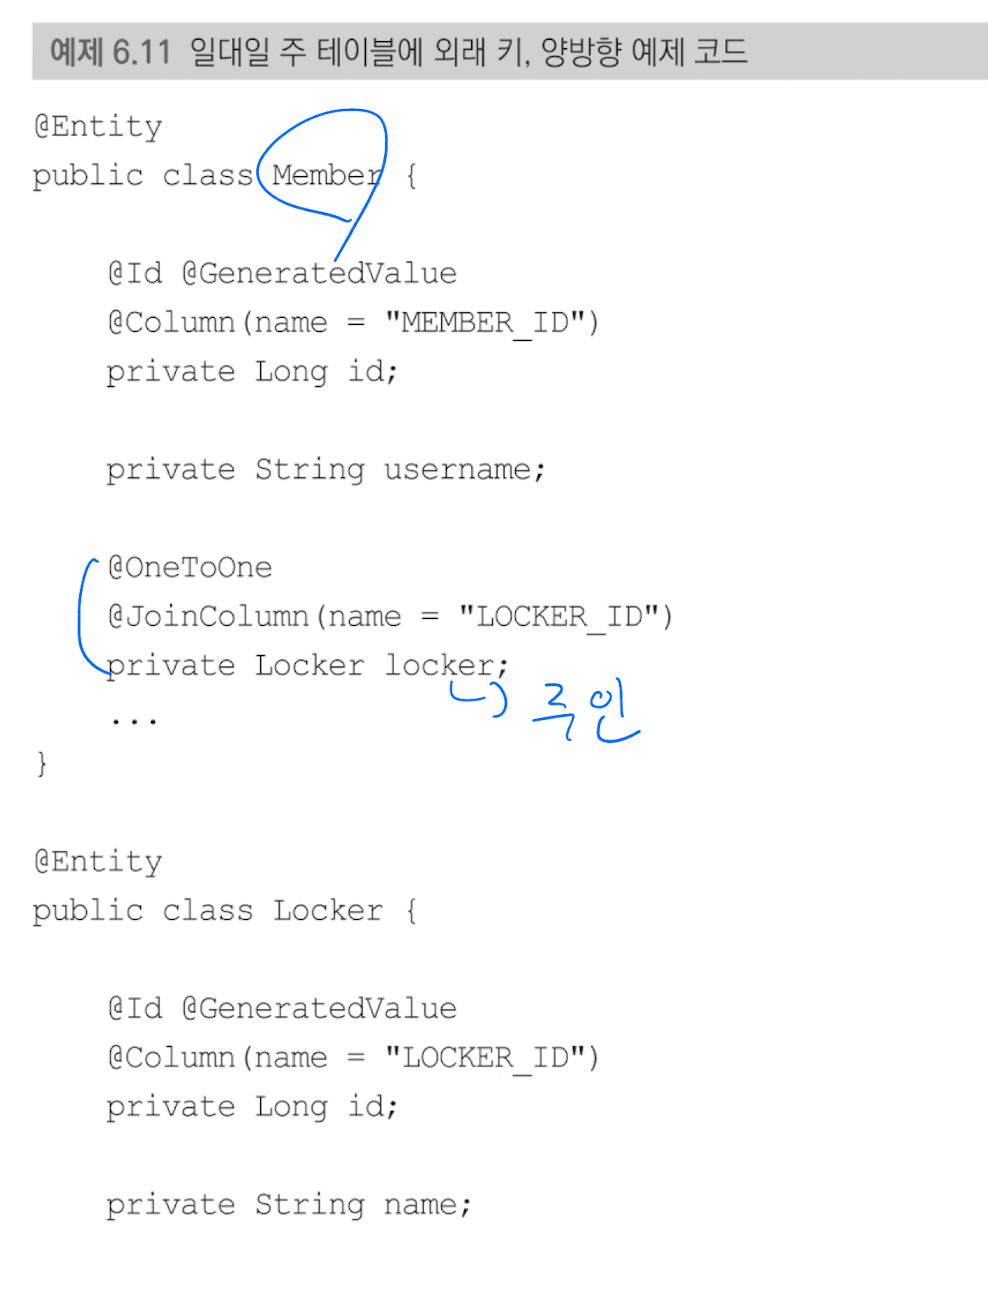 예제 6.11 일대일 주 테이블에 외래 키, 양방향 예제 코드
@Entity
public class Member {
@Id @GeneratedValue
@Column(name = "MEMBER_ID")
private Long id;
private String username;
@OneToOne
@JoinColumn(name = "LOCKER_ID")
private Locker locker;
주인
...
}
@Entity
public class Locker {
@Id @GeneratedValue
@Column(name = "LOCKER_ID")
private Long id;
private String name;